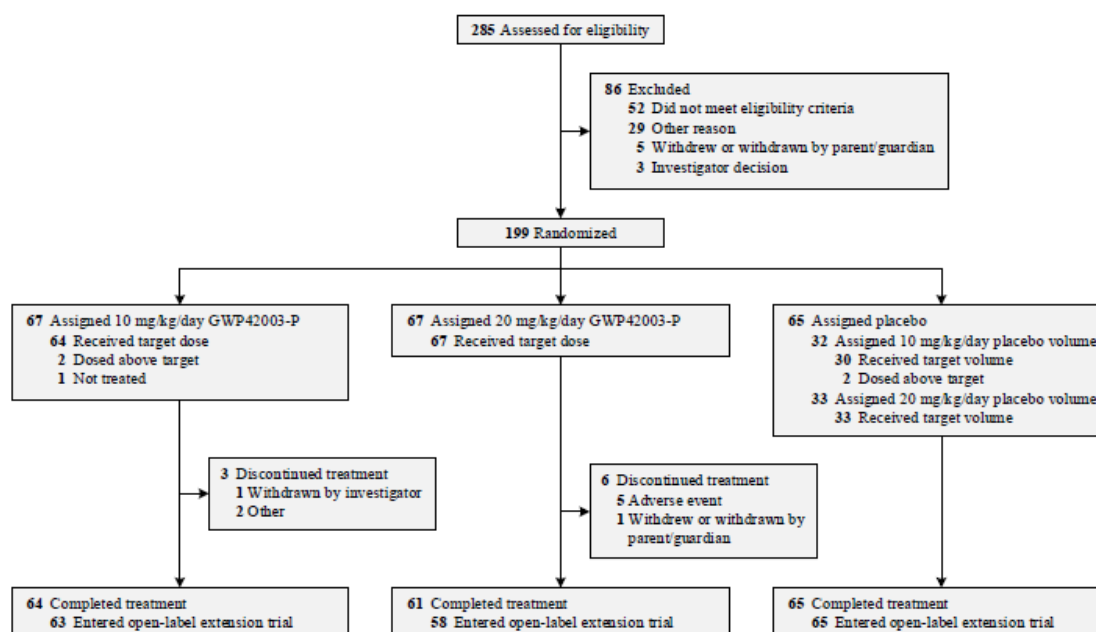 285 Assessed for eligibility
86 Excluded
52 Did not meet eligibility criteria
29 Other reason
5 Withdrew or withdrawn by parent/guardian
3 Investigator decision
199 Randomized
67 Assigned 10 mg/kg/day GWP42003-P
64 Received target dose
2 Dosed above target
1 Not treated
67 Assigned 20 mg/kg/day GWP42003-P
67 Received target dose
65 Assigned placebo
32 Assigned 10 mg/kg/day placebo volume
30 Received target volume
2 Dosed above target
33 Assigned 20 mg/kg/day placebo volume
33 Received target volume
3 Discontinued treatment
1 Withdrawn by investigator
2 Other
6 Discontinued treatment
5 Adverse event
1 Withdrew or withdrawn by
parent/guardian
64 Completed treatment
63 Entered open-label extension trial
61 Completed treatment
58 Entered open-label extension trial
65 Completed treatment
65 Entered open-label extension trial